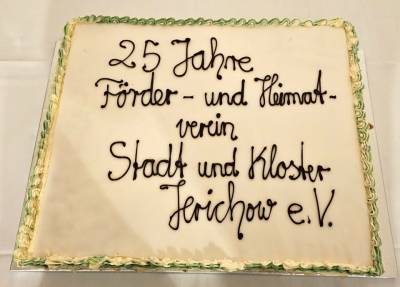 25 Jahre
Förder - und Heimat-
verein
Stadt und Kloster
Jerichow e.V.